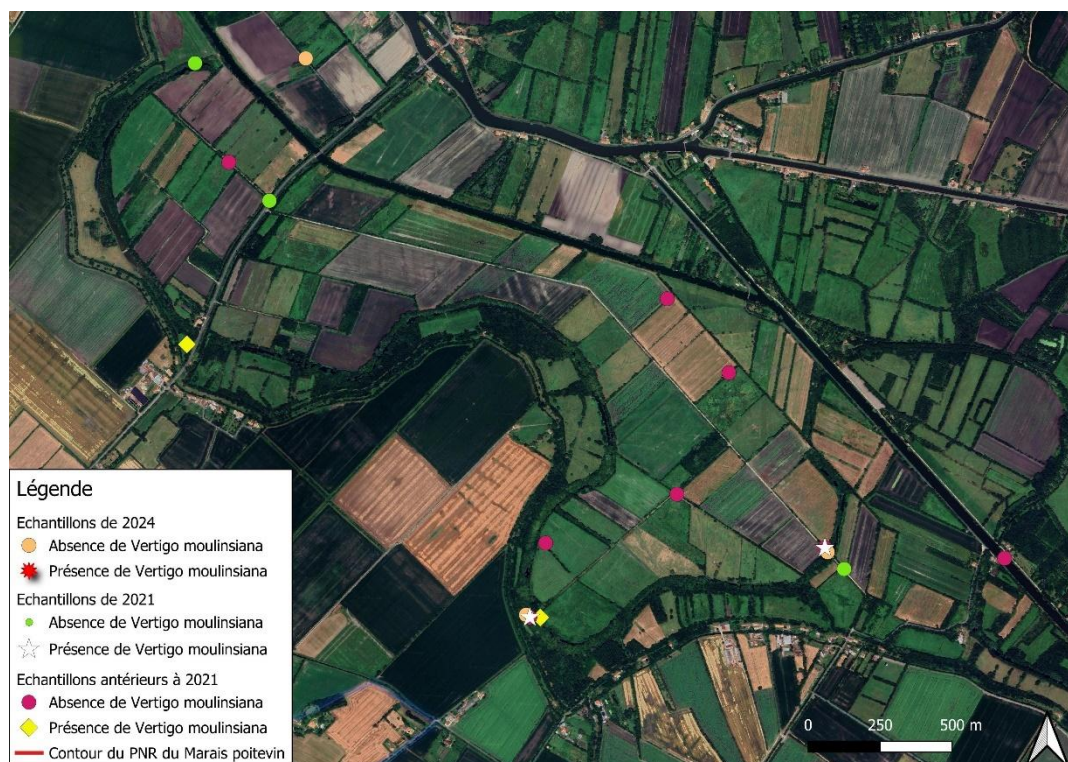 Légende
Echantillons de 2024
Absence de Vertigo moulinsiana
Présence de Vertigo moulinsiana
Echantillons de 2021
Absence de Vertigo moulinsiana
Présence de Vertigo moulinsiana
Echantillons antérieurs à 2021
Absence de Vertigo moulinsiana
Présence de Vertigo moulinsiana
Contour du PNR du Marais poitevin
0 250 500 m